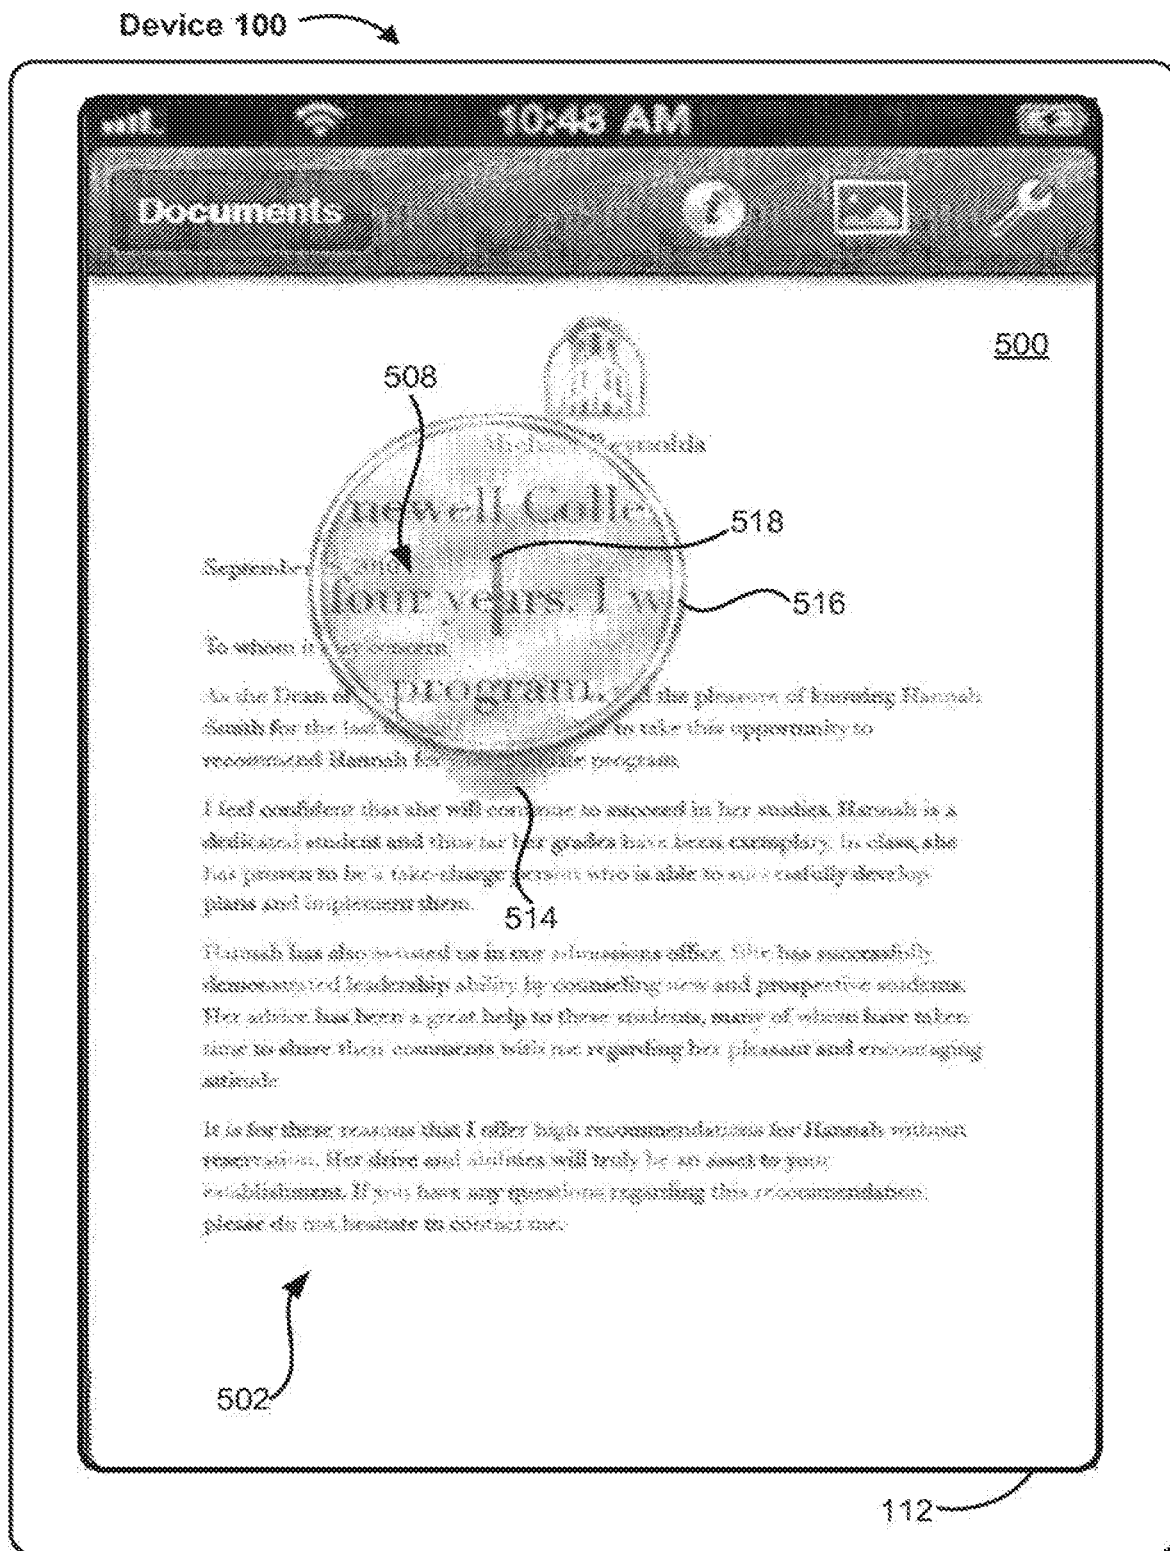 Device 100
10:48 AM
Documents
500
508
Reynolds
newell Colle
518
September
four years. I w
516
To whom it may concern
program.
As the Dean of the pleasure of knowing Hannah
Smith for the last to take this opportunity to
recommend Hannah for program.
I feel confident that she will continue to succeed in her studies. Hannah is a
dedicated student and thus far her grades have been exemplary. In class, she
has proven to be a take-charge person who is able to successfully develop
plans and implement them.
514
Hannah has also assisted us in our admissions office. She has successfully
demonstrated leadership ability by counseling new and prospective students.
Her advice has been a great help to these students, many of whom have taken
time to share their comments with me regarding her pleasant and encouraging
attitude
It is for these reasons that I offer high recommendations for Hannah without
reservation. Her drive and abilities will truly be an asset to your
establishment. If you have any questions regarding this recommendation,
please do not hesitate to contact me.
502
112